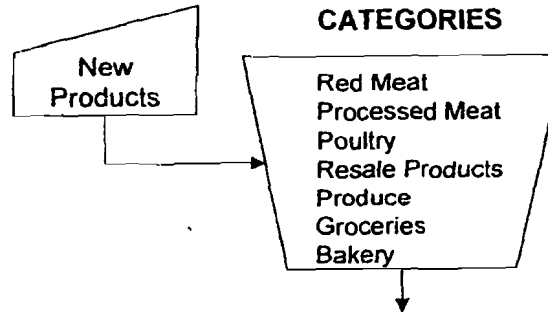 CATEGORIES
New
Products
Red Meat
Processed Meat
Poultry
Resale Products
Produce
Groceries
Bakery